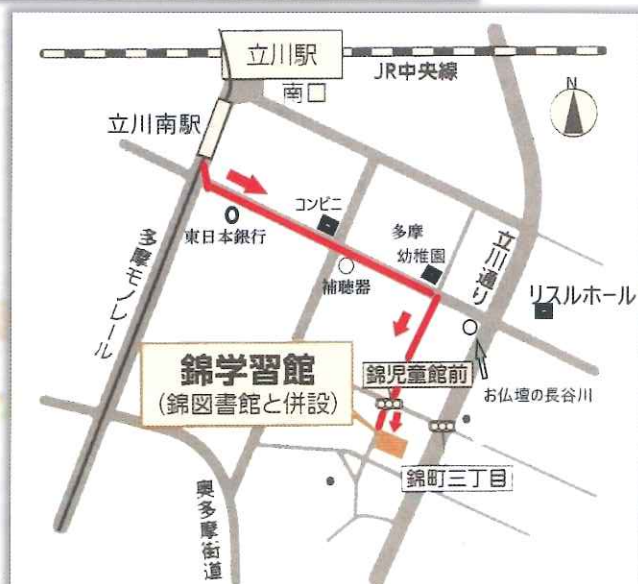 立川駅
JR中央線
南口
N
立川南駅
コンビニ
東日本銀行
多摩
幼稚園
立川通り
補聴器
リスルホール
多摩モノレール
錦学習館
(錦図書館と併設)
錦児童館前
お仏壇の長谷川
錦町三丁目
奥多摩街道